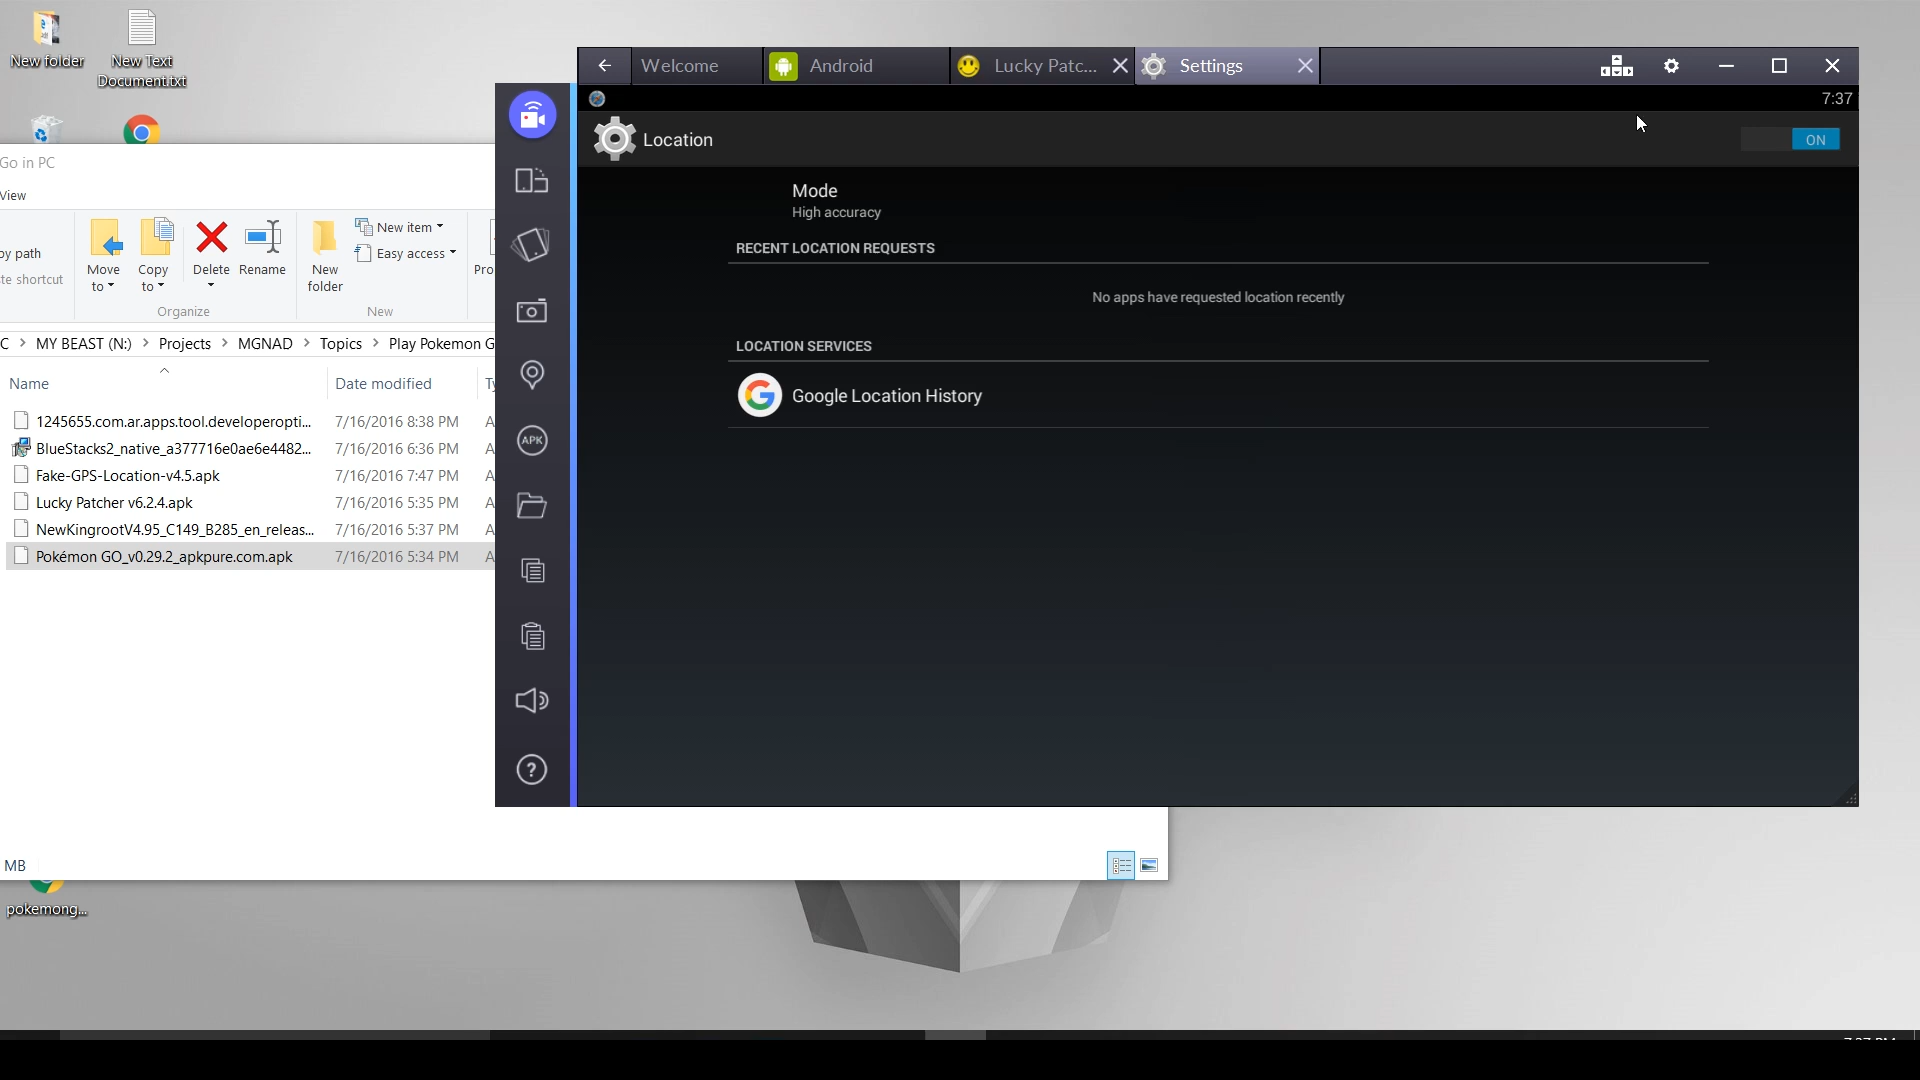 New folder
New Text
Document.txt
Welcome
Android
Lucky Patc...
Settings
7:37
Location
ON
Mode
High accuracy
RECENT LOCATION REQUESTS
No apps have requested location recently
LOCATION SERVICES
Google Location History
APK
?
Go in PC
View
py path
te shortcut
Move
to
Copy
to
Delete
Rename
New
folder
New item
Easy access
Pro
Organize
New
C > MY BEAST (N:) > Projects > MGNAD > Topics > Play Pokemon G
Name
Date modified
Ty
1245655.com.ar.apps.tool.developeropti... 7/16/2016 8:38 PM A
BlueStacks2_native_a377716e0ae6e4482... 7/16/2016 6:36 PM A
Fake-GPS-Location-v4.5.apk 7/16/2016 7:47 PM A
Lucky Patcher v6.2.4.apk 7/16/2016 5:35 PM A
NewKingrootV4.95_C149_B285_en_releas... 7/16/2016 5:37 PM A
Pokémon GO_v0.29.2_apkpure.com.apk 7/16/2016 5:34 PM A
MB
pokemong...